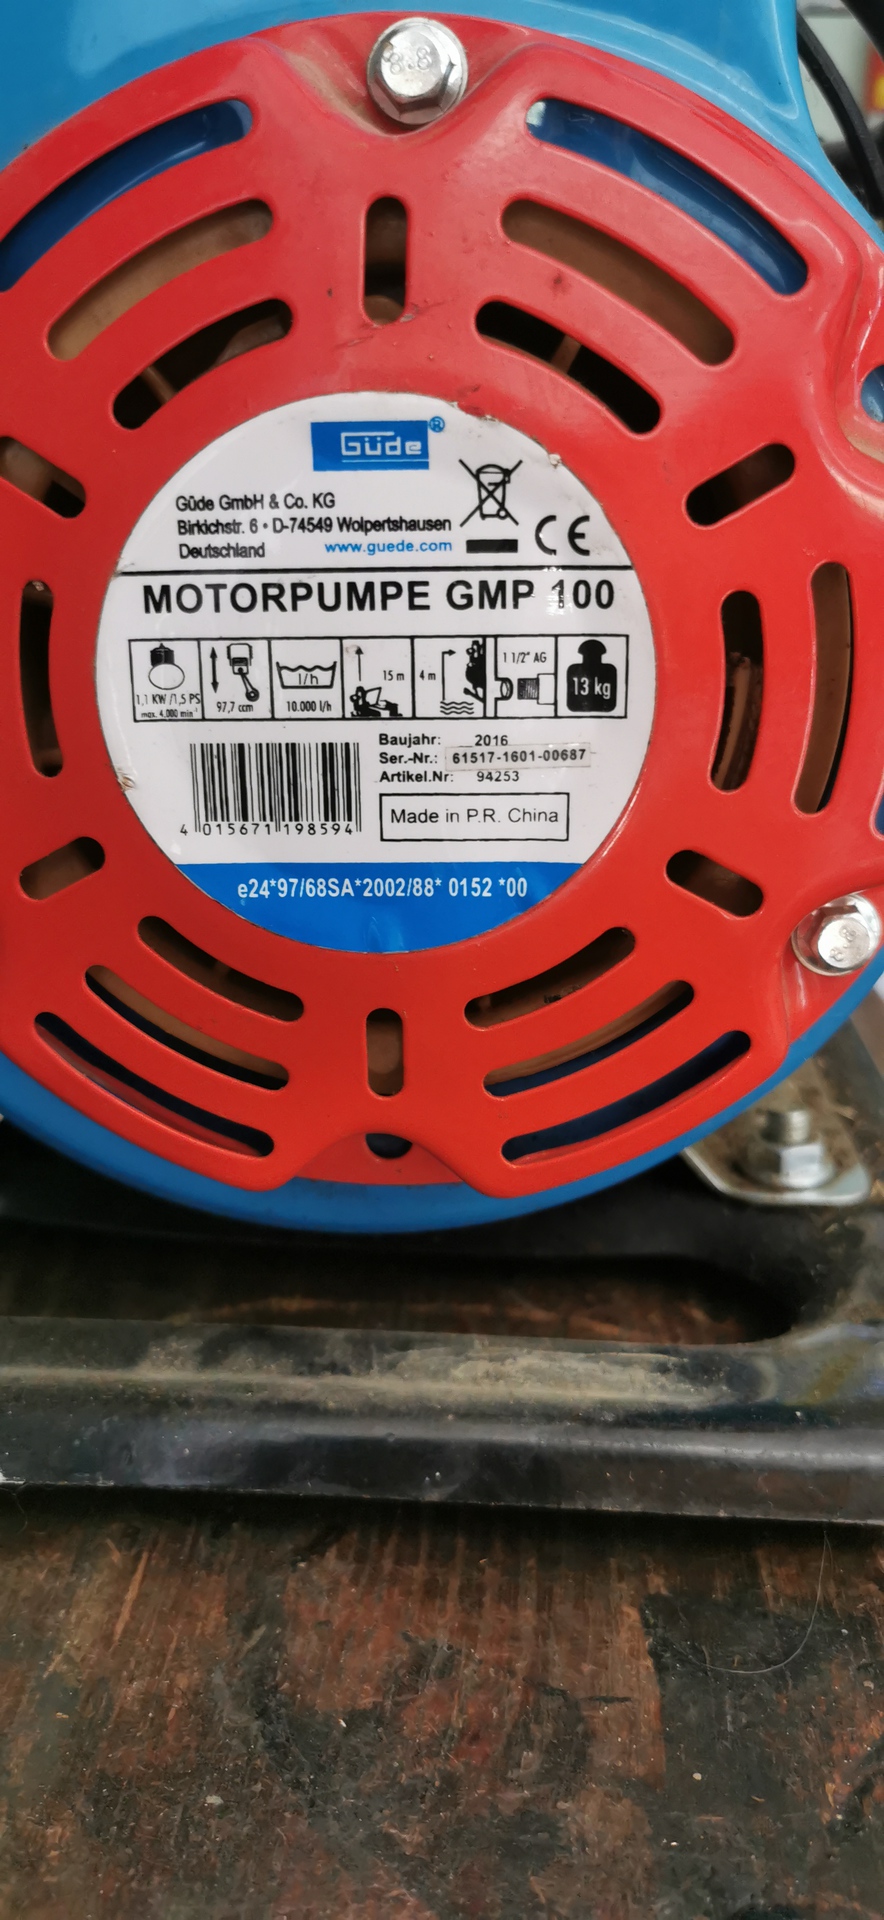 8.8
Güde®
Güde GmbH & Co. KG
Birkichstr. 6 • D-74549 Wolpertshausen
Deutschland www.guede.com
CE
MOTORPUMPE GMP 100
1,1 KW /1,5 PS
max. 4.000 min⁻¹
97,7 ccm
l/h
10.000 l/h
15 m
4 m
1 1/2" AG
13 kg
Baujahr: 2016
Ser.-Nr.: 61517-1601-00687
Artikel.Nr: 94253
4 015671 198594
Made in P.R. China
e24*97/68SA*2002/88* 0152 *00